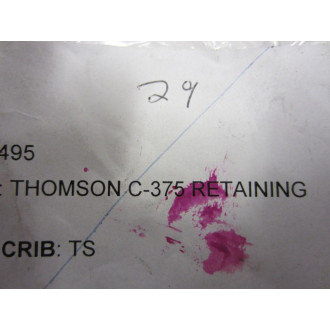 29
495
: THOMSON C-375 RETAINING
CRIB: TS